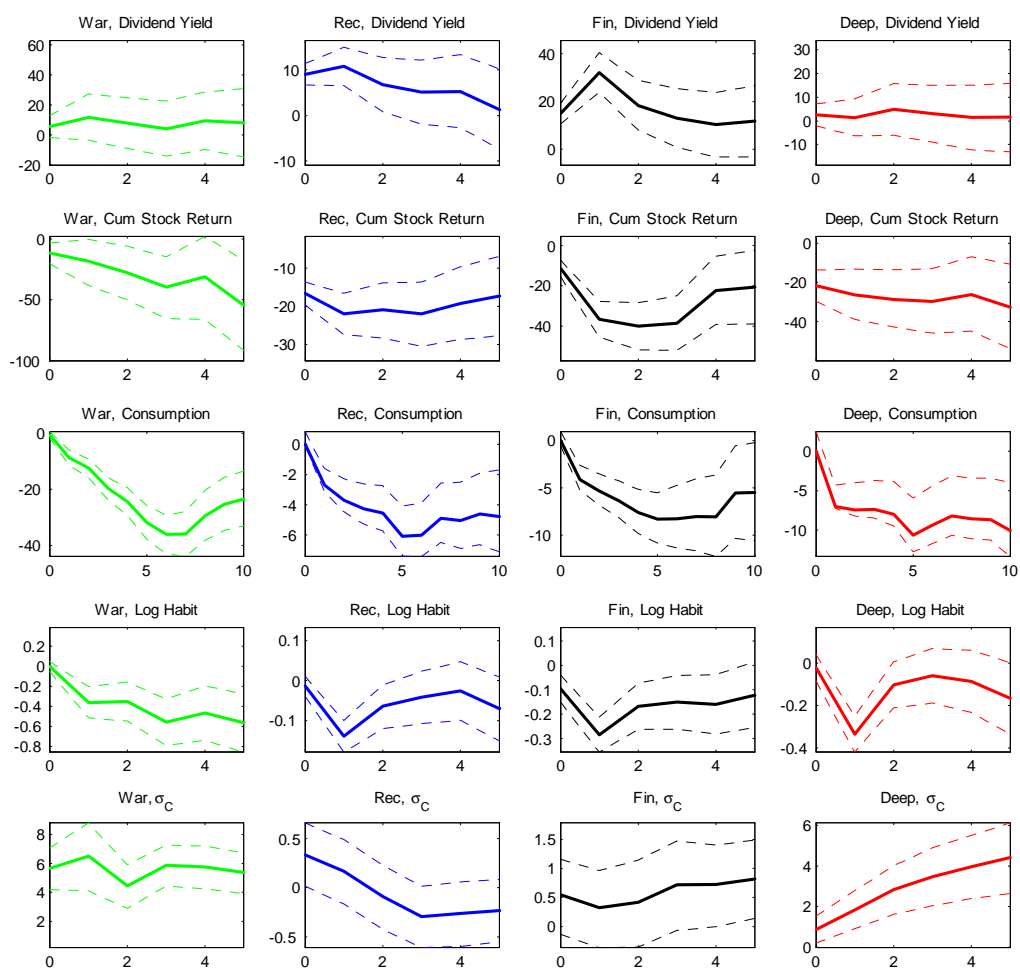 War, Dividend Yield
60
40
20
0
-20
0 2 4
Rec, Dividend Yield
10
0
-10
0 2 4
Fin, Dividend Yield
40
20
0
0 2 4
Deep, Dividend Yield
30
20
10
0
-10
0 2 4
War, Cum Stock Return
0
-50
-100
0 2 4
Rec, Cum Stock Return
-10
-20
-30
0 2 4
Fin, Cum Stock Return
0
-20
-40
0 2 4
Deep, Cum Stock Return
0
-20
-40
0 2 4
War, Consumption
0
-20
-40
0 5 10
Rec, Consumption
0
-2
-4
-6
0 5 10
Fin, Consumption
0
-5
-10
0 5 10
Deep, Consumption
0
-5
-10
0 5 10
War, Log Habit
0.2
0
-0.2
-0.4
-0.6
-0.8
0 2 4
Rec, Log Habit
0.1
0
-0.1
0 2 4
Fin, Log Habit
0.1
0
-0.1
-0.2
-0.3
0 2 4
Deep, Log Habit
0
-0.2
-0.4
0 2 4
War, σ_C
8
6
4
2
0 2 4
Rec, σ_C
0.5
0
-0.5
0 2 4
Fin, σ_C
1.5
1
0.5
0
0 2 4
Deep, σ_C
6
4
2
0
0 2 4